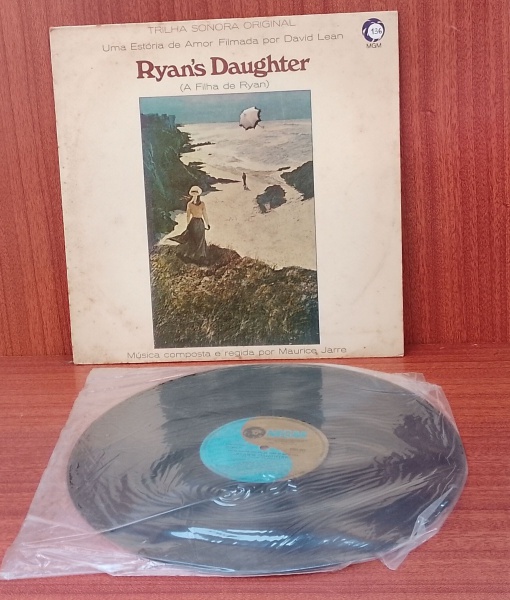 TRILHA SONORA ORIGINAL
Uma Estória de Amor Filmada por David Lean
136
MGM
Ryan's Daughter
(A Filha de Ryan)
Música composta e regida por Maurice Jarre